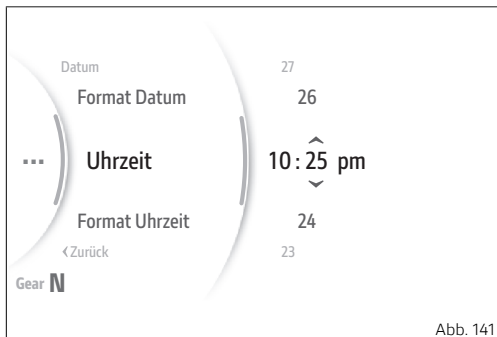 Datum 27
Format Datum 26
... Uhrzeit 10 : 25 pm
Format Uhrzeit 24
Zurück 23
Gear N
Abb. 141